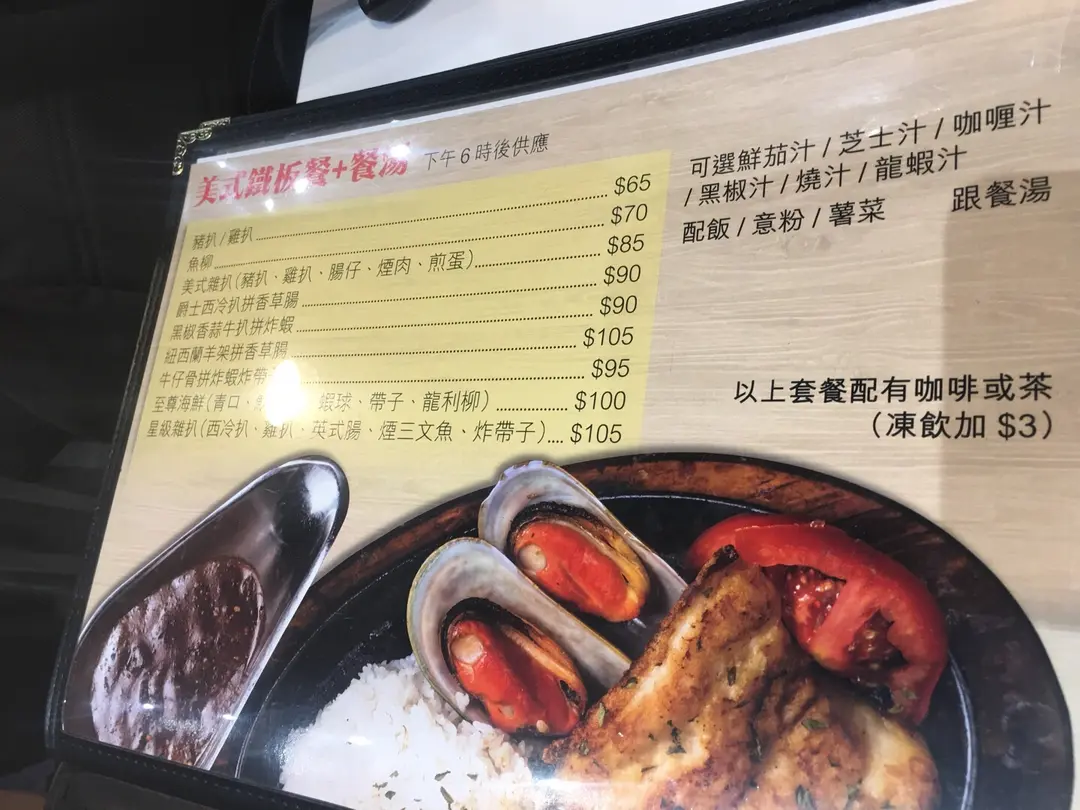 美式鐵板餐+餐湯 下午6時後供應
豬扒/雞扒 $65
魚柳 $70
美式雜扒(豬扒、雞扒、腸仔、煙肉、煎蛋) $85
爵士西冷扒拼香草腸 $90
黑椒香蒜牛扒拼炸蝦 $90
紐西蘭羊架拼香草腸 $105
牛仔骨拼炸蝦炸帶 $95
至尊海鮮(青口、 蝦球、帶子、龍利柳) $100
星級雜扒(西冷扒、雞扒、英式腸、煙三文魚、炸帶子) $105
可選鮮茄汁/芝士汁/咖喱汁
/黑椒汁/燒汁/龍蝦汁
配飯/意粉/薯菜 跟餐湯
以上套餐配有咖啡或茶
(凍飲加 $3)